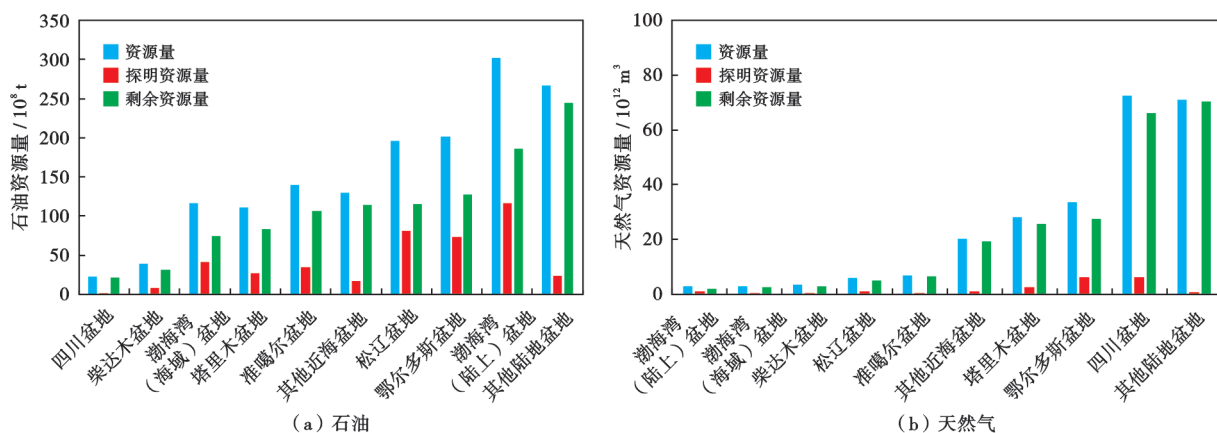 350
300
250
200
150
100
50
0
石油资源量/10⁸ t
资源量
探明资源量
剩余资源量
四川盆地
柴达木盆地
渤海湾
(海域)盆地
塔里木盆地
准噶尔盆地
其他近海盆地
松辽盆地
鄂尔多斯盆地
渤海湾
(陆上)盆地
其他陆地盆地
(a)石油
100
80
60
40
20
0
天然气资源量/10¹² m³
资源量
探明资源量
剩余资源量
渤海湾
(陆上)盆地
渤海湾
(海域)盆地
柴达木盆地
松辽盆地
准噶尔盆地
其他近海盆地
塔里木盆地
鄂尔多斯盆地
四川盆地
其他陆地盆地
(b)天然气